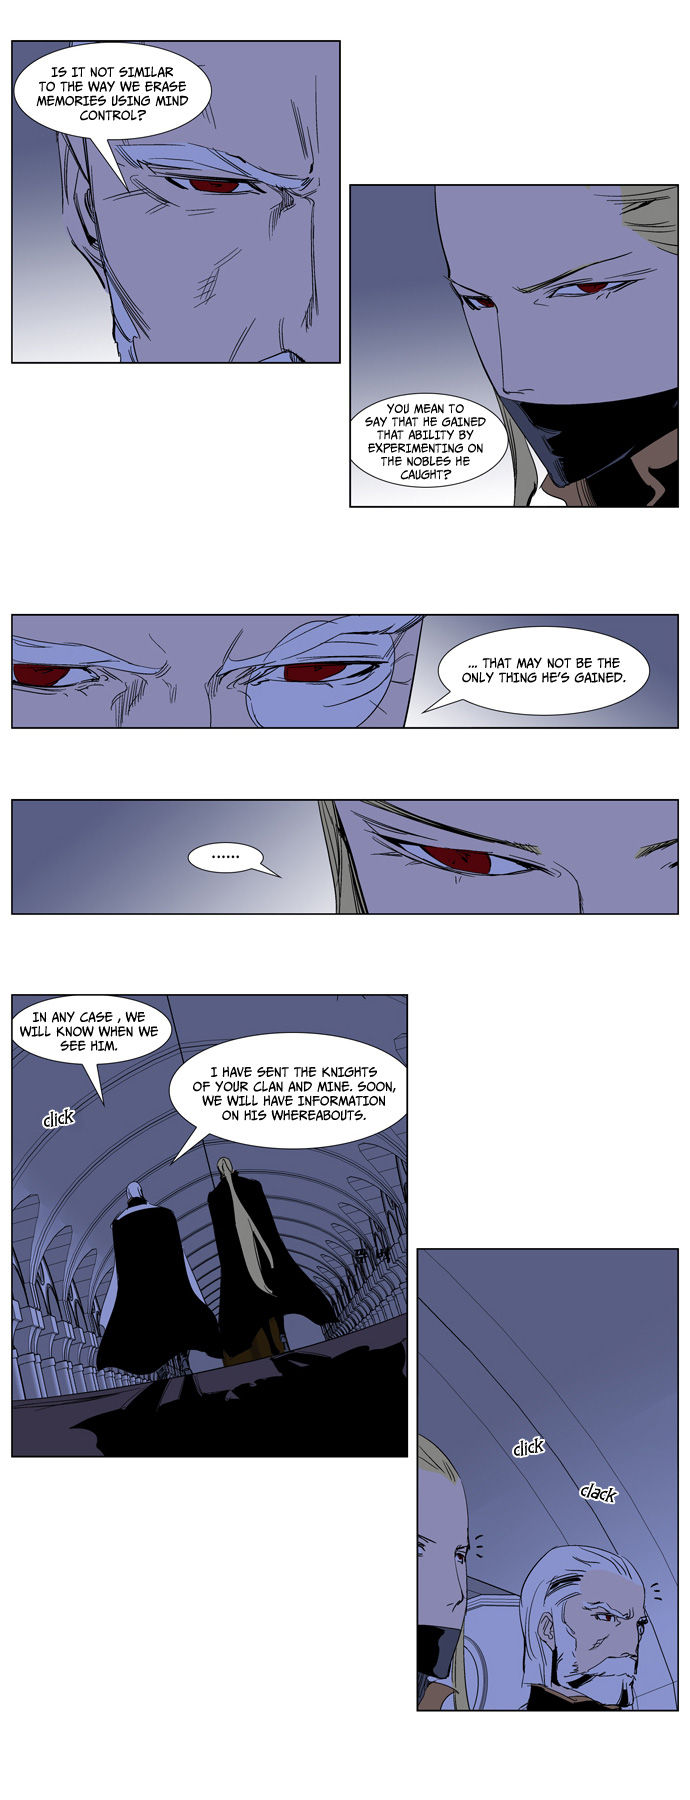 IS IT NOT SIMILAR
TO THE WAY WE ERASE
MEMORIES USING MIND
CONTROL?
YOU MEAN TO
SAY THAT HE GAINED
THAT ABILITY BY
EXPERIMENTING ON
THE NOBLES HE
CAUGHT?
... THAT MAY NOT BE THE
ONLY THING HE'S GAINED.
......
IN ANY CASE , WE
WILL KNOW WHEN WE
SEE HIM.
I HAVE SENT THE KNIGHTS
OF YOUR CLAN AND MINE. SOON,
WE WILL HAVE INFORMATION
ON HIS WHEREABOUTS.
click
click
clack